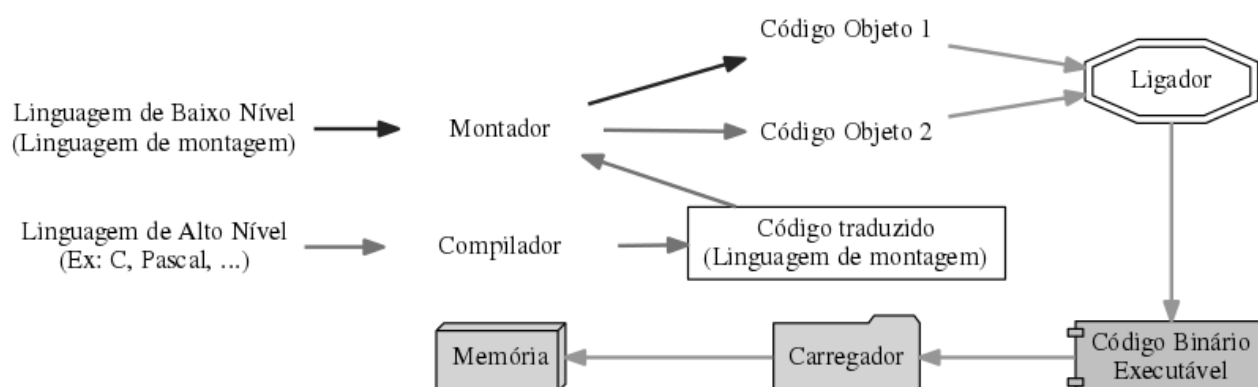 Código Objeto 1
Ligador
Linguagem de Baixo Nível
(Linguagem de montagem)
Montador
Código Objeto 2
Linguagem de Alto Nível
(Ex: C, Pascal, ...)
Compilador
Código traduzido
(Linguagem de montagem)
Memória
Carregador
Código Binário
Executável